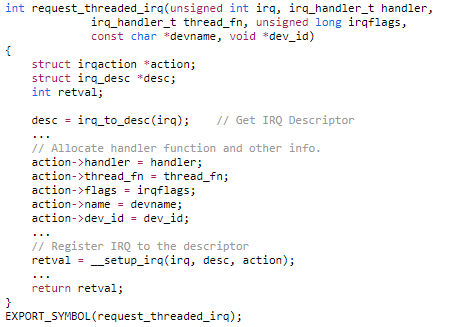 int request_threaded_irq(unsigned int irq, irq_handler_t handler,
             irq_handler_t thread_fn, unsigned long irqflags,
             const char *devname, void *dev_id)
{
    struct irqaction *action;
    struct irq_desc *desc;
    int retval;

    desc = irq_to_desc(irq);    // Get IRQ Descriptor
    ...
    // Allocate handler function and other info.
    action->handler = handler;
    action->thread_fn = thread_fn;
    action->flags = irqflags;
    action->name = devname;
    action->dev_id = dev_id;
    ...
    // Register IRQ to the descriptor
    retval = __setup_irq(irq, desc, action);
    ...
    return retval;
}
EXPORT_SYMBOL(request_threaded_irq);